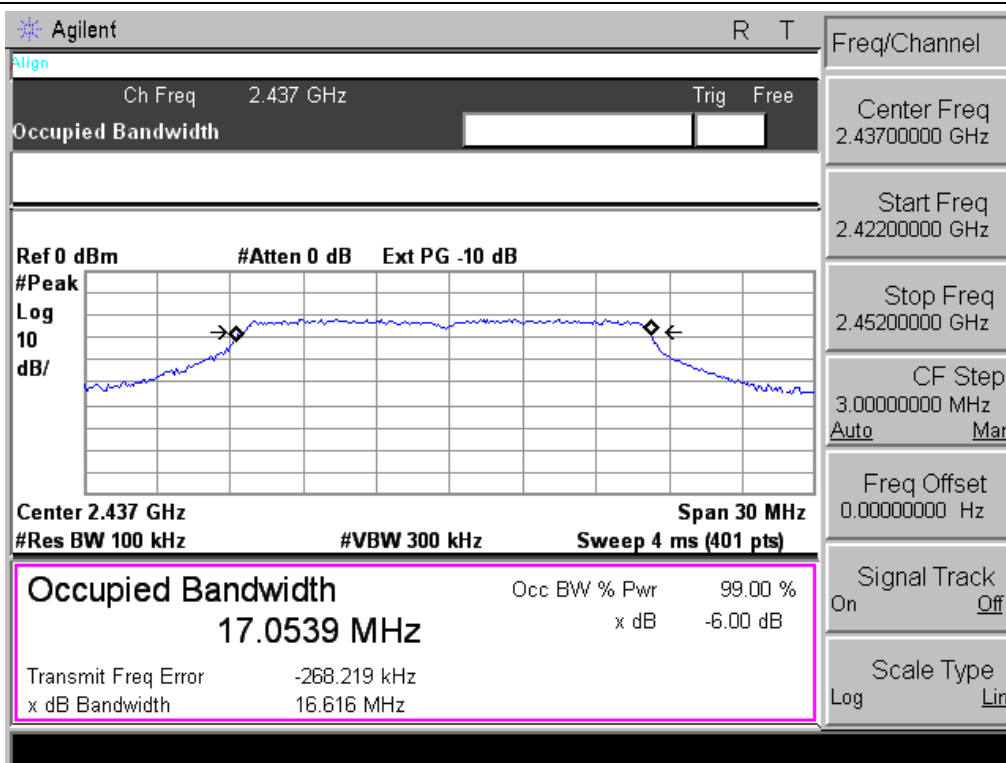 Agilent R T
Align
Ch Freq 2.437 GHz Trig Free
Occupied Bandwidth
Ref 0 dBm #Atten 0 dB Ext PG -10 dB
#Peak
Log
10
dB/
Center 2.437 GHz Span 30 MHz
#Res BW 100 kHz #VBW 300 kHz Sweep 4 ms (401 pts)
Occupied Bandwidth Occ BW % Pwr 99.00 %
17.0539 MHz x dB -6.00 dB
Transmit Freq Error -268.219 kHz
x dB Bandwidth 16.616 MHz
Freq/Channel
Center Freq
2.43700000 GHz
Start Freq
2.42200000 GHz
Stop Freq
2.45200000 GHz
CF Step
3.00000000 MHz
Auto Man
Freq Offset
0.00000000 Hz
Signal Track
On Off
Scale Type
Log Lin